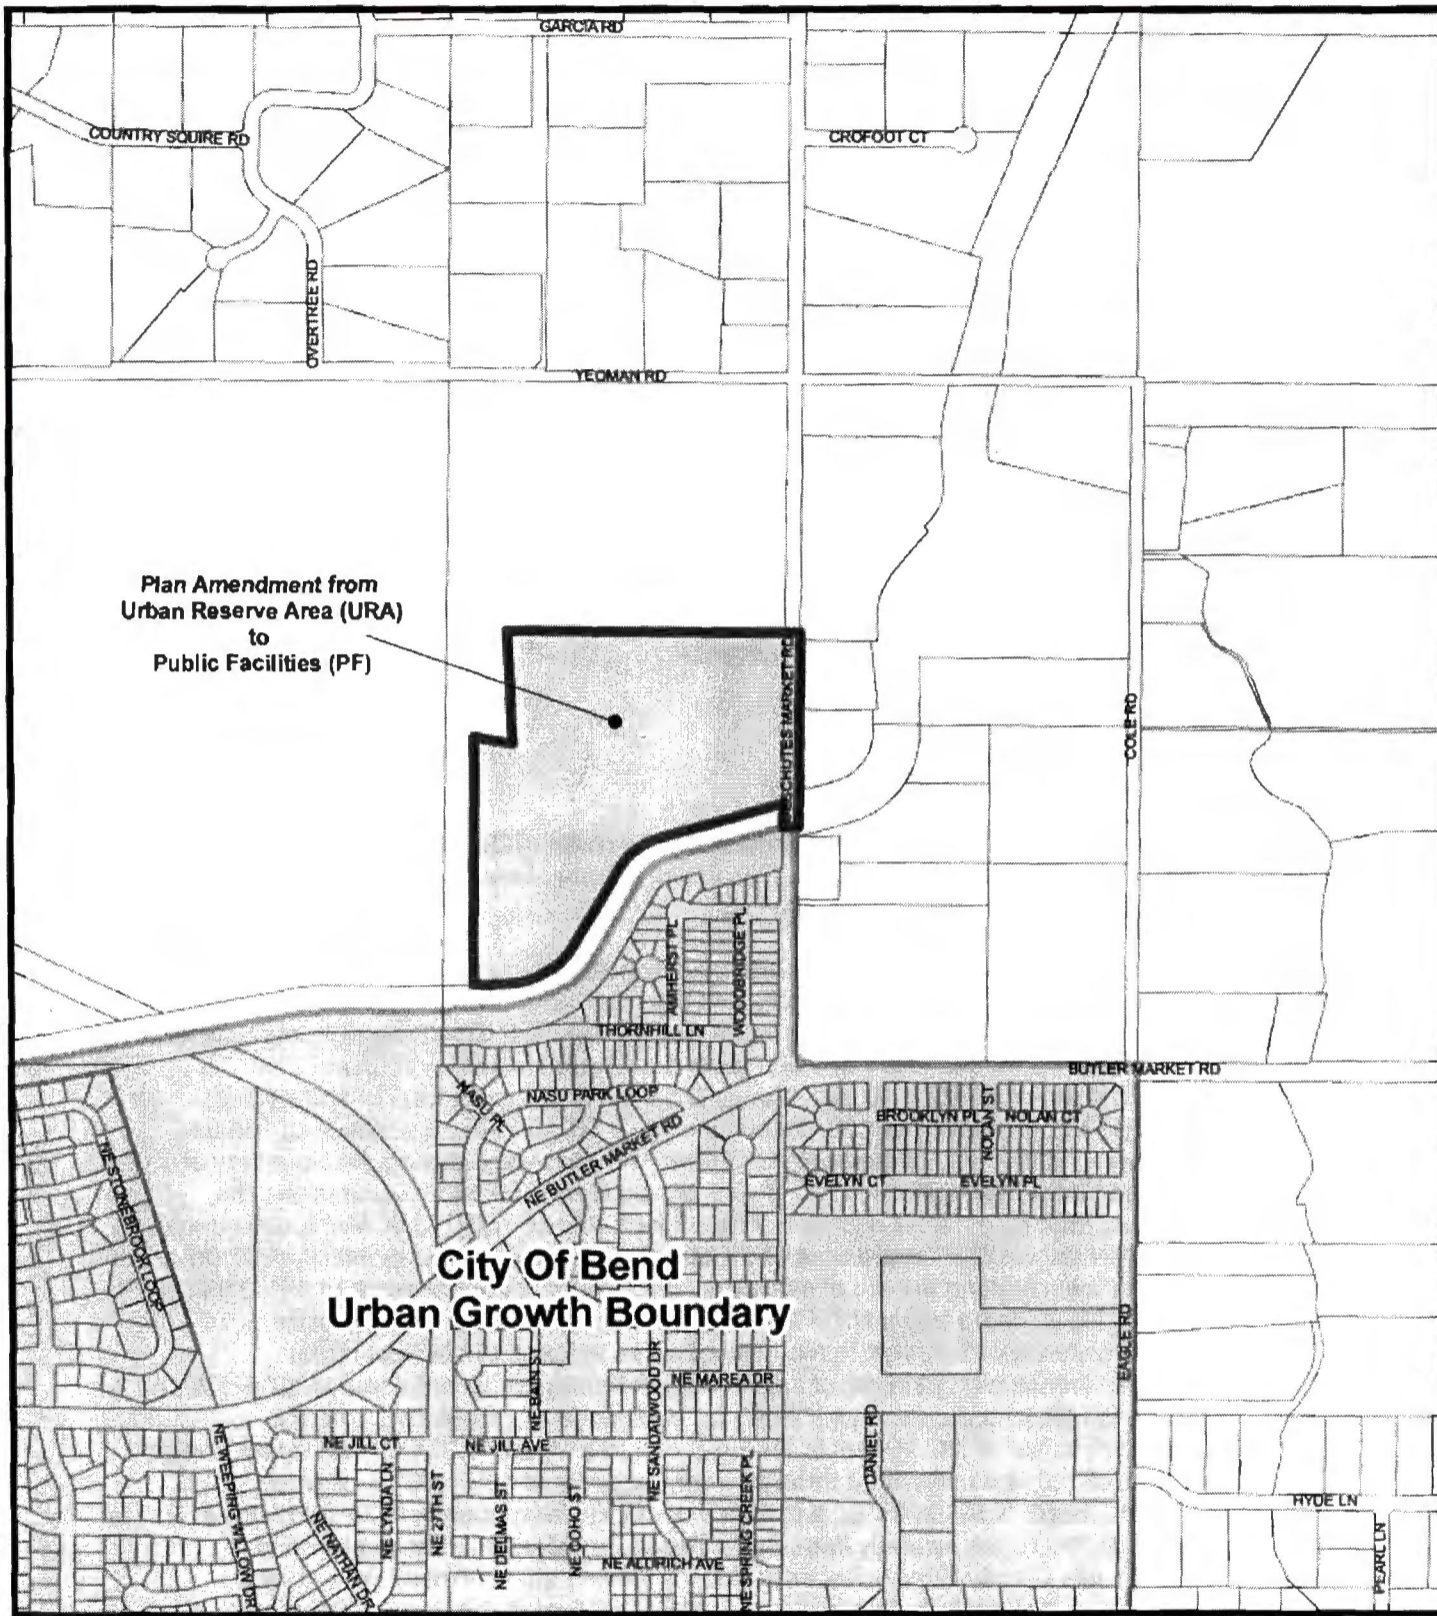 GARCIA RD
COUNTRY SQUIRE RD
CROFOOT CT
OVERTREE RD
YEOMAN RD
Plan Amendment from
Urban Reserve Area (URA)
to
Public Facilities (PF)
DESCHUTES MARKET RD
COLE RD
AMHERST PL
WOODBRIDGE PL
THORNHILL LN
BUTLER MARKET RD
NASU PL
NASU PARK LOOP
BROOKLYN PL
NOLAN ST
NOLAN CT
NE BUTLER MARKET RD
NE STONEBROOK LOOP
EVELYN CT
EVELYN PL
City Of Bend
Urban Growth Boundary
EAGLE RD
NE BAIN ST
NE SANDALWOOD DR
NE MAREA DR
DANIEL RD
NE WEEPING WILLOW DR
NE JILL CT
NE JILL AVE
NE LYNDA LN
NE 27TH ST
NE DELMAS ST
NE COHO ST
NE SPRING CREEK PL
HYDE LN
NE NATHAN DR
NE ALDRICH AVE
PEARL LN